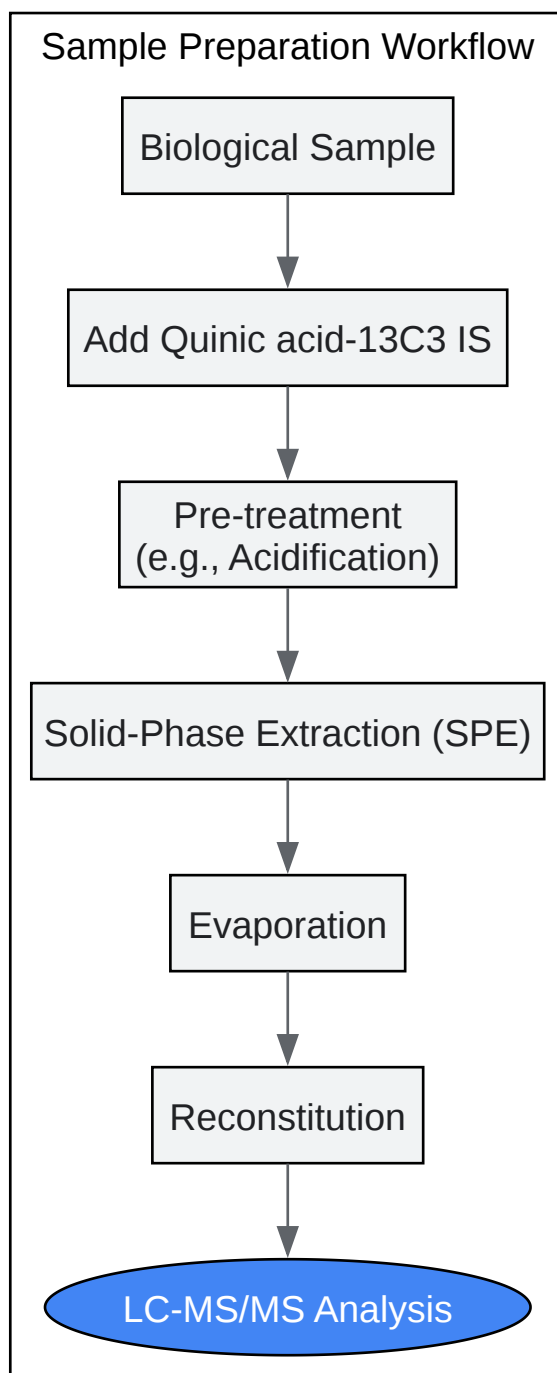 Sample Preparation Workflow
Biological Sample
Add Quinic acid-13C3 IS
Pre-treatment
(e.g., Acidification)
Solid-Phase Extraction (SPE)
Evaporation
Reconstitution
LC-MS/MS Analysis